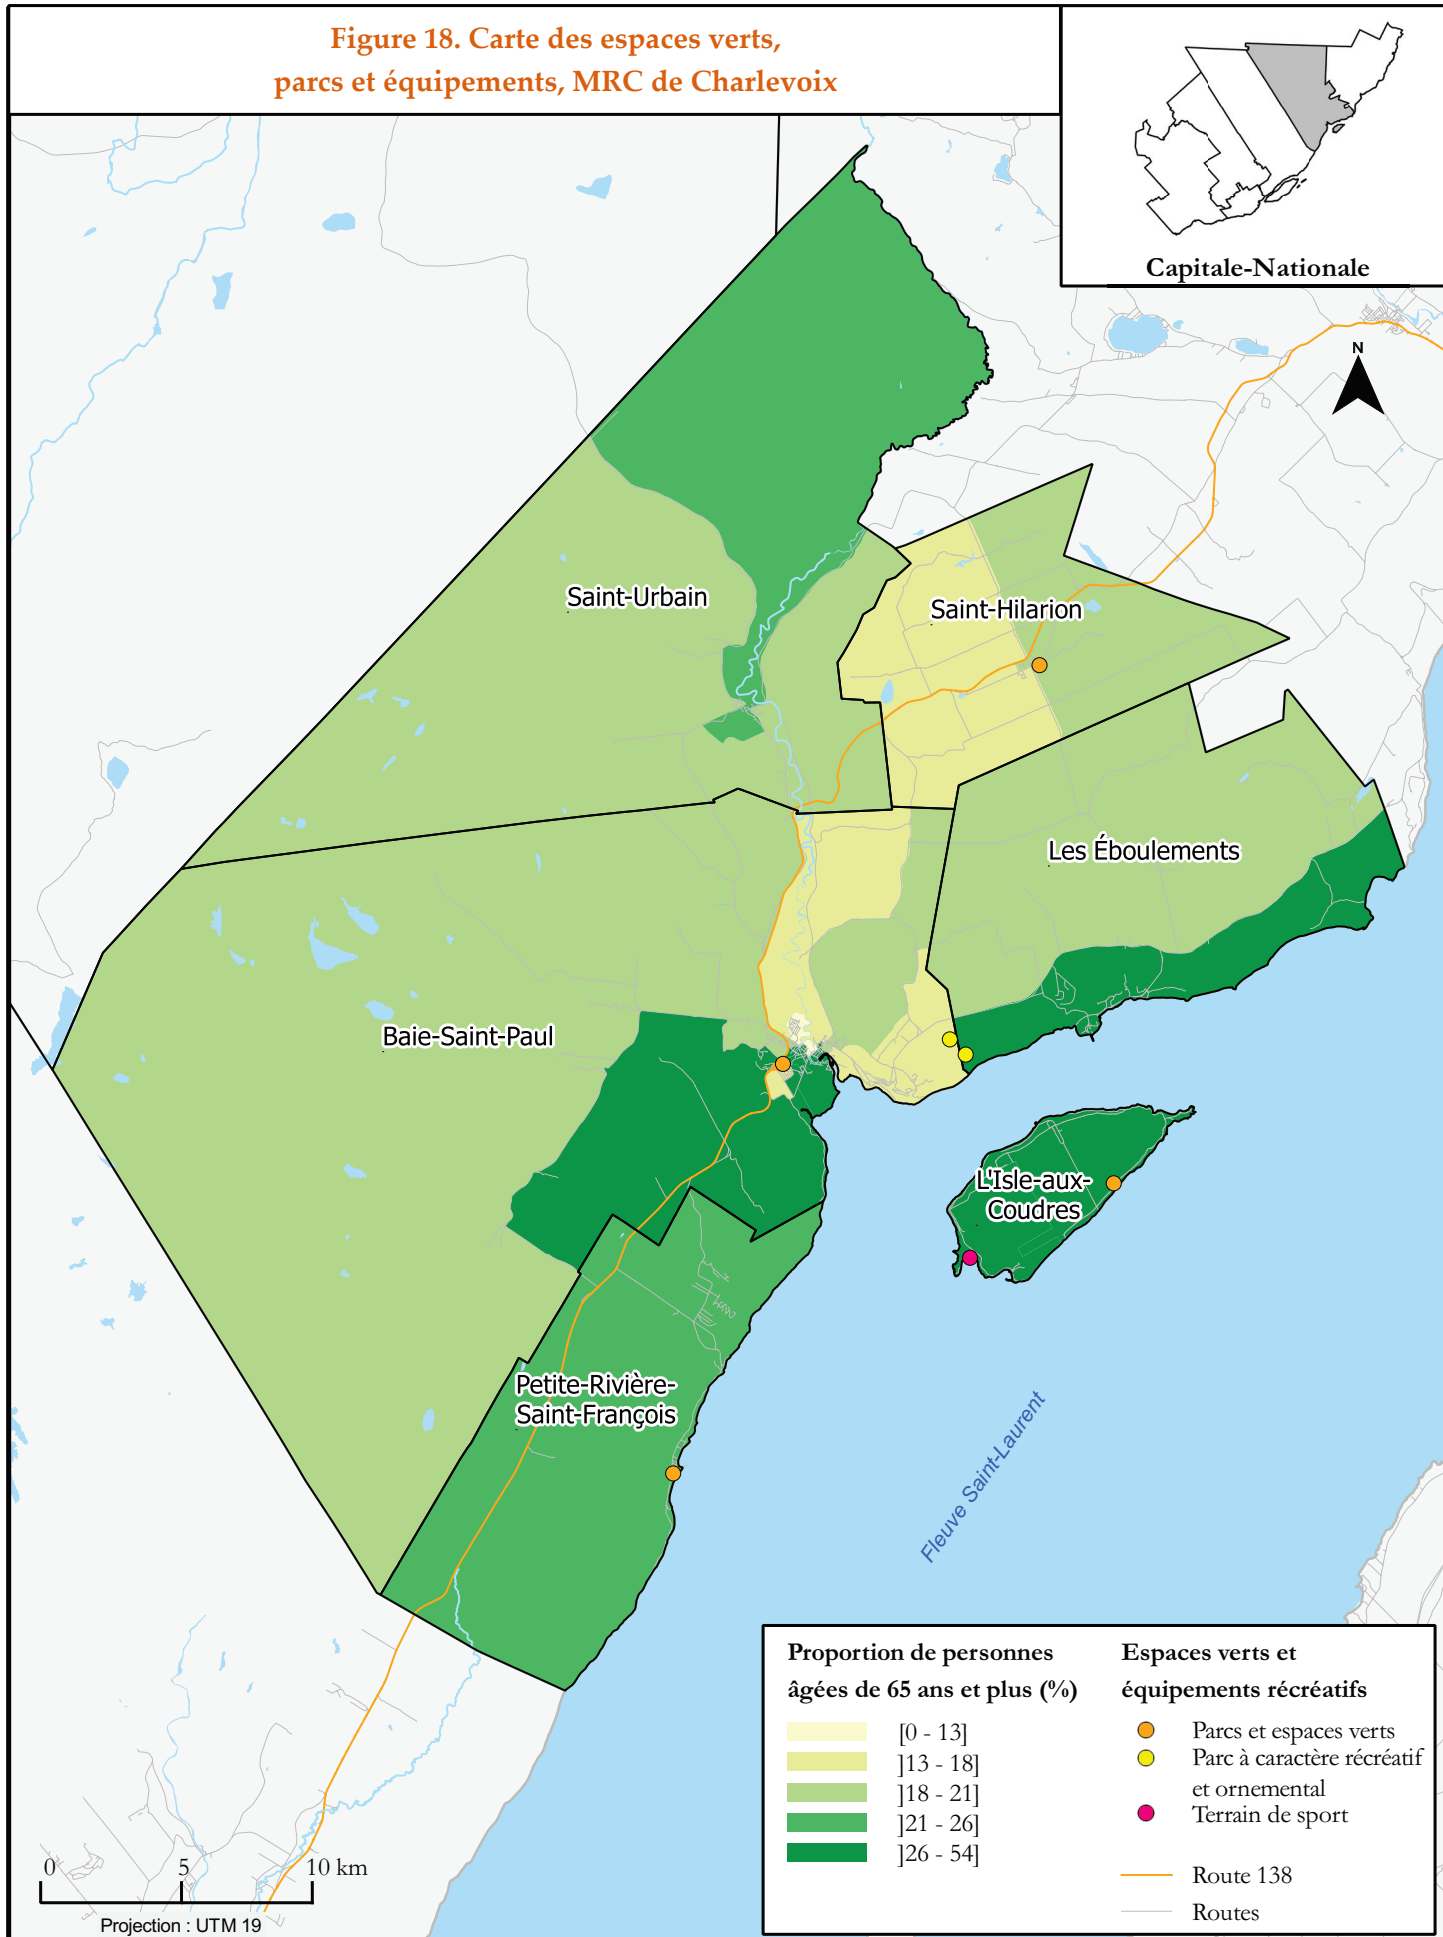 Figure 18. Carte des espaces verts,
parcs et équipements, MRC de Charlevoix
Capitale-Nationale
N
Saint-Urbain
Saint-Hilarion
Les Éboulements
Baie-Saint-Paul
L'Isle-aux-
Coudres
Petite-Rivière-
Saint-François
Fleuve Saint-Laurent
0 5 10 km
Projection : UTM 19
Proportion de personnes
âgées de 65 ans et plus (%)
[0 - 13]
]13 - 18]
]18 - 21]
]21 - 26]
]26 - 54]
Espaces verts et
équipements récréatifs
Parcs et espaces verts
Parc à caractère récréatif
et ornemental
Terrain de sport
Route 138
Routes